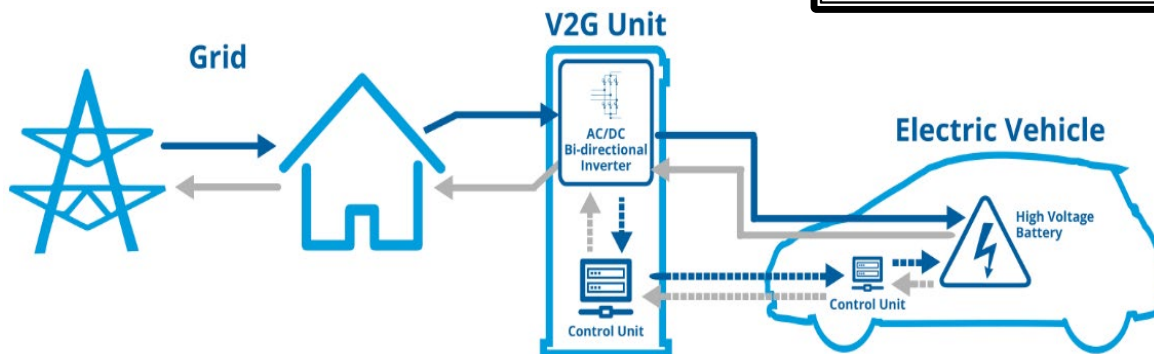 V2G Unit
Grid
AC/DC
Bi-directional
Inverter
Electric Vehicle
High Voltage
Battery
Control Unit
Control Unit